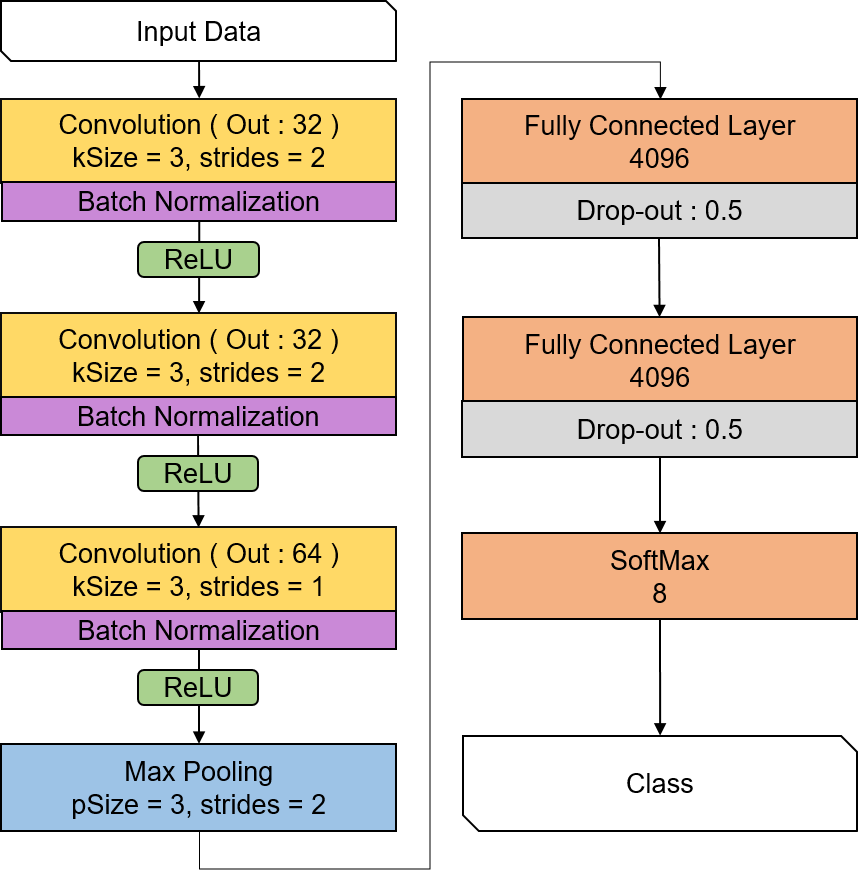 Input Data
Convolution ( Out : 32 )
kSize = 3, strides = 2
Batch Normalization
ReLU
Convolution ( Out : 32 )
kSize = 3, strides = 2
Batch Normalization
ReLU
Convolution ( Out : 64 )
kSize = 3, strides = 1
Batch Normalization
ReLU
Max Pooling
pSize = 3, strides = 2
Fully Connected Layer
4096
Drop-out : 0.5
Fully Connected Layer
4096
Drop-out : 0.5
SoftMax
8
Class